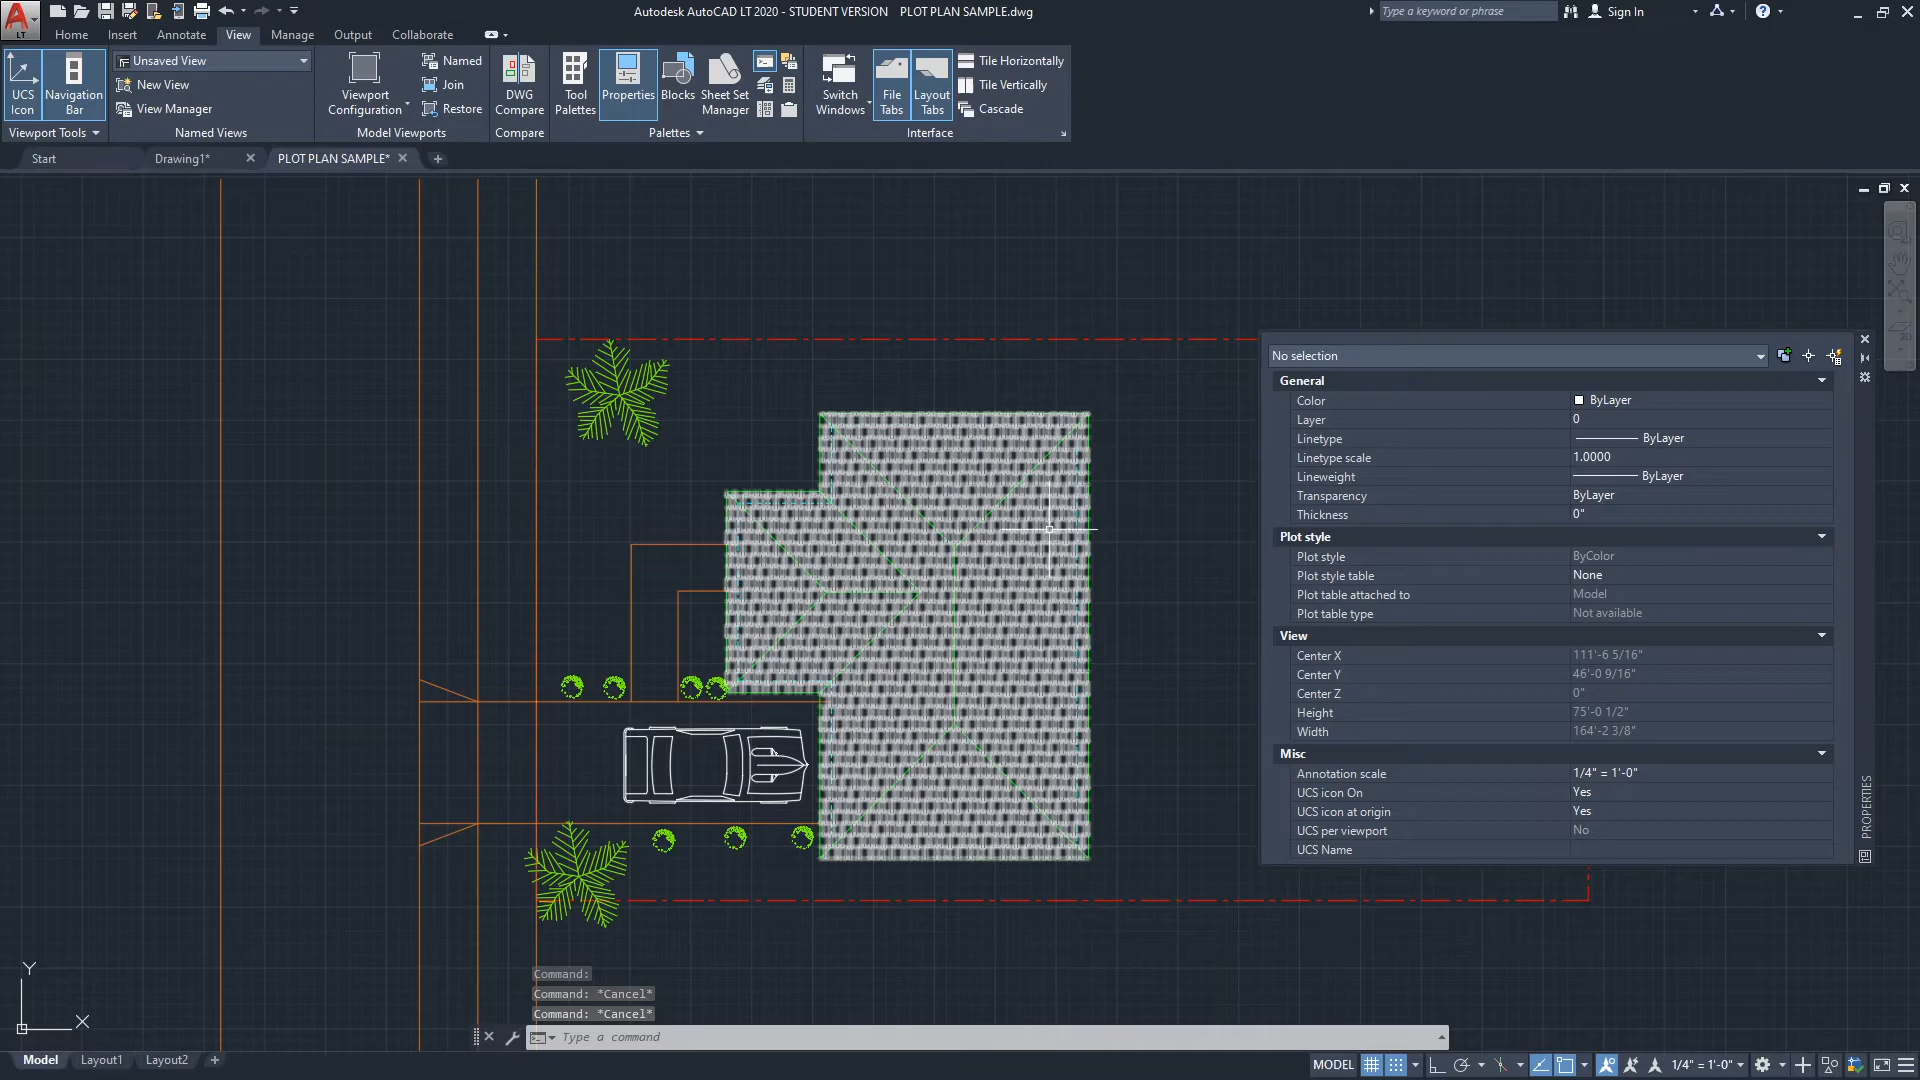 Autodesk AutoCAD LT 2020 - STUDENT VERSION PLOT PLAN SAMPLE.dwg
Type a keyword or phrase
Sign In
LT
Home Insert Annotate View Manage Output Collaborate
UCS Icon
Navigation Bar
Viewport Tools
Unsaved View
New View
View Manager
Named Views
Viewport Configuration
Named
Join
Restore
Model Viewports
DWG Compare
Compare
Tool Palettes
Properties
Blocks
Sheet Set Manager
Palettes
Switch Windows
File Tabs
Layout Tabs
Tile Horizontally
Tile Vertically
Cascade
Interface
Start Drawing1* PLOT PLAN SAMPLE*
No selection
General
Color ByLayer
Layer 0
Linetype ByLayer
Linetype scale 1.0000
Lineweight ByLayer
Transparency ByLayer
Thickness 0"
Plot style
Plot style ByColor
Plot style table None
Plot table attached to Model
Plot table type Not available
View
Center X 111'-6 5/16"
Center Y 46'-0 9/16"
Center Z 0"
Height 75'-0 1/2"
Width 164'-2 3/8"
Misc
Annotation scale 1/4" = 1'-0"
UCS icon On Yes
UCS icon at origin Yes
UCS per viewport No
UCS Name
PROPERTIES
Y
X
Command:
Command: *Cancel*
Command: *Cancel*
Type a command
Model Layout1 Layout2
MODEL 1/4" = 1'-0"